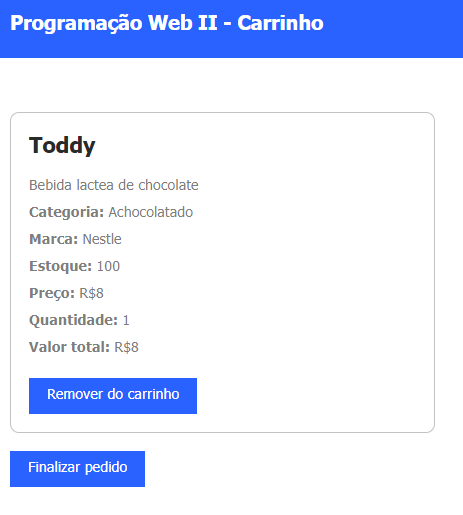 Programação Web II - Carrinho
Toddy
Bebida lactea de chocolate
Categoria: Achocolatado
Marca: Nestle
Estoque: 100
Preço: R$8
Quantidade: 1
Valor total: R$8
Remover do carrinho
Finalizar pedido